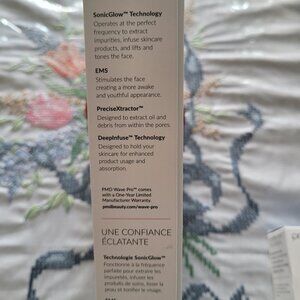 SonicGlow™ Technology
Operates at the perfect
frequency to extract
impurities, infuse skincare
products, and lifts and
tones the face.
EMS
Stimulates the face
creating a more awake
and youthful appearance.
PreciseXtractor™
Designed to extract oil and
debris from within the pores.
DeepInfuse™ Technology
Designed to hold your
skincare for enhanced
product usage and
absorption.
PMD Wave Pro™ comes
with a One-Year Limited
Manufacturer Warranty.
pmdbeauty.com/wave-pro
UNE CONFIANCE
ÉCLATANTE
Technologie SonicGlow™
Fonctionne à la fréquence
parfaite pour extraire les
impuretés, infuser les
produits de soins, lisser la
peau et tonifier le visage.